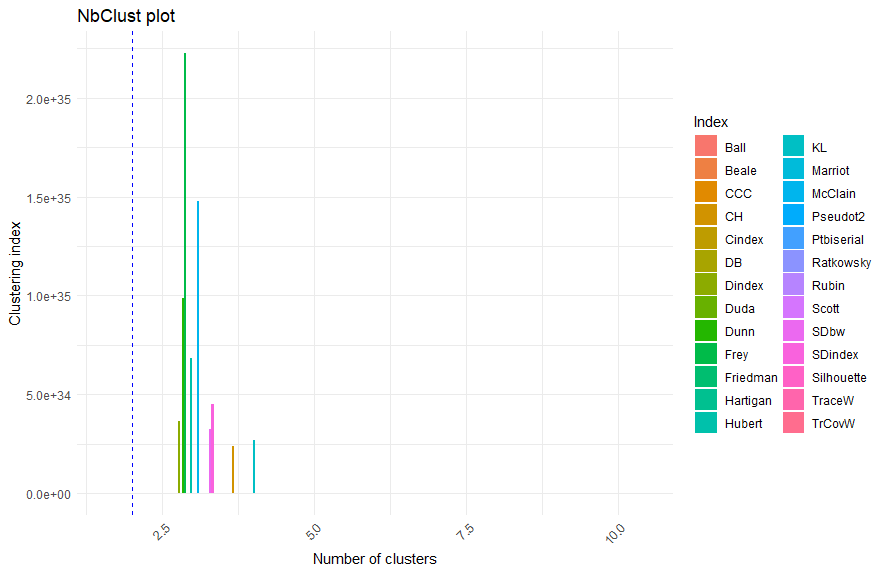 NbClust plot
Clustering index
2.0e+35
1.5e+35
1.0e+35
5.0e+34
0.0e+00
2.5
5.0
7.5
10.0
Number of clusters
Index
Ball
Beale
CCC
CH
Cindex
DB
Dindex
Duda
Dunn
Frey
Friedman
Hartigan
Hubert
KL
Marriot
McClain
Pseudot2
Ptbiserial
Ratkowsky
Rubin
Scott
SDbw
SDindex
Silhouette
TraceW
TrCovW